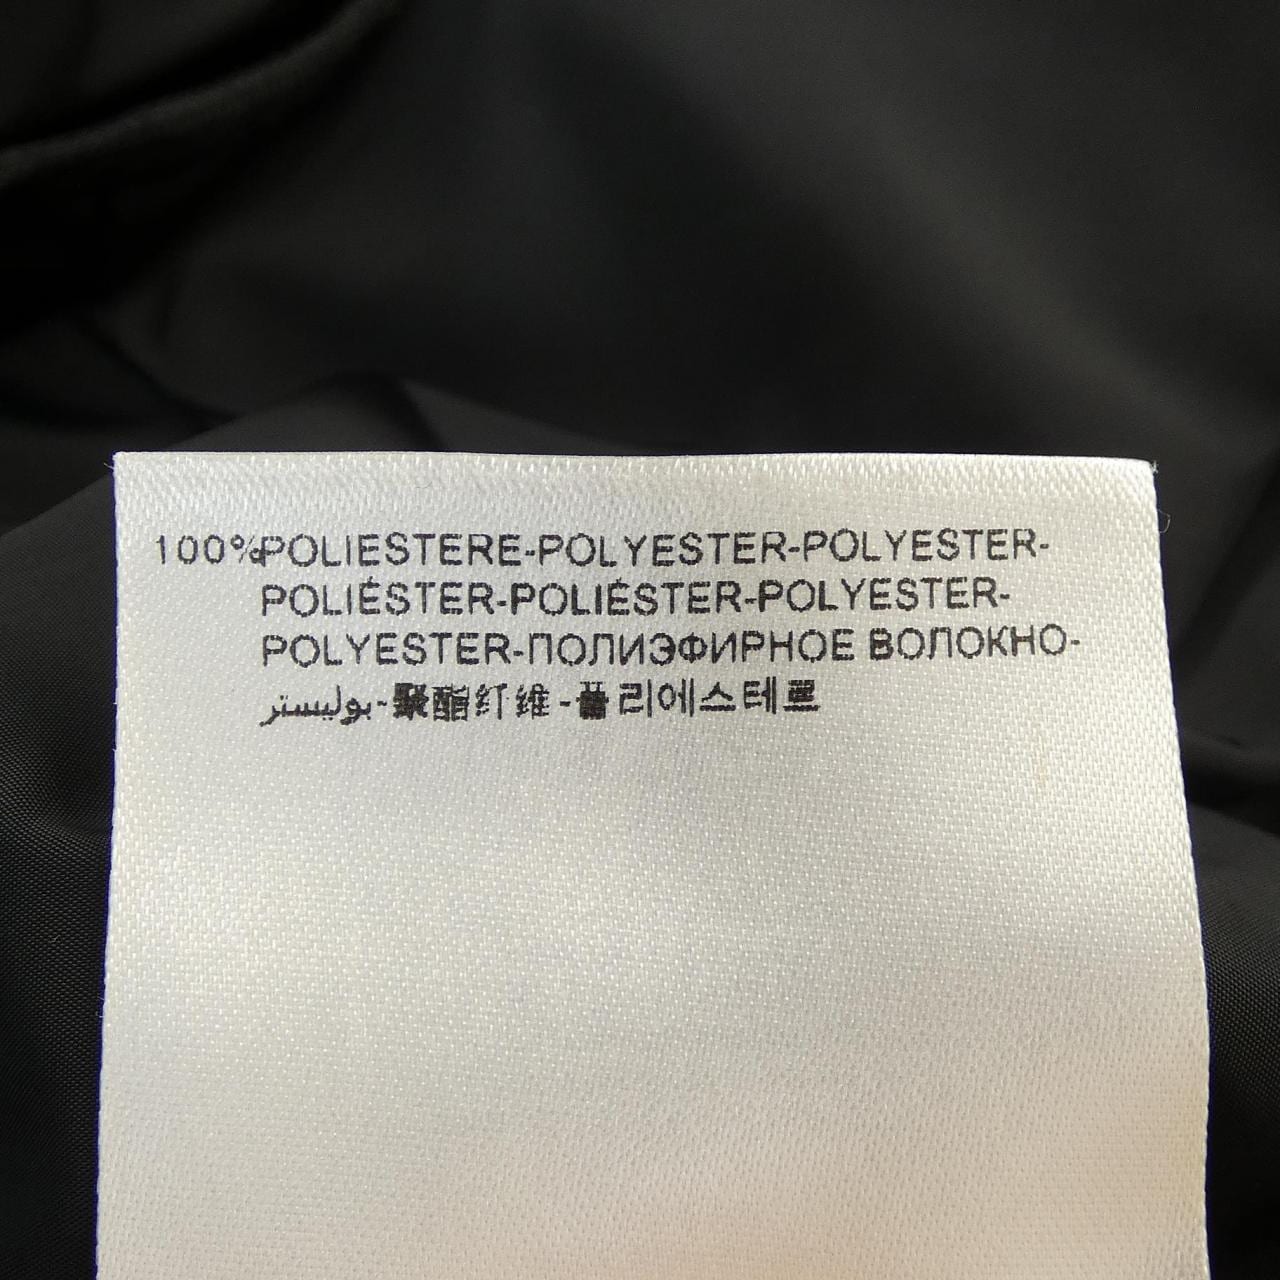 100%POLIESTERE-POLYESTER-POLYESTER-
POLIÉSTER-POLIÉSTER-POLYESTER-
POLYESTER-ПОЛИЭФИРНОЕ ВОЛОКНО-
بوليستر-聚酯纤维-폴리에스테르